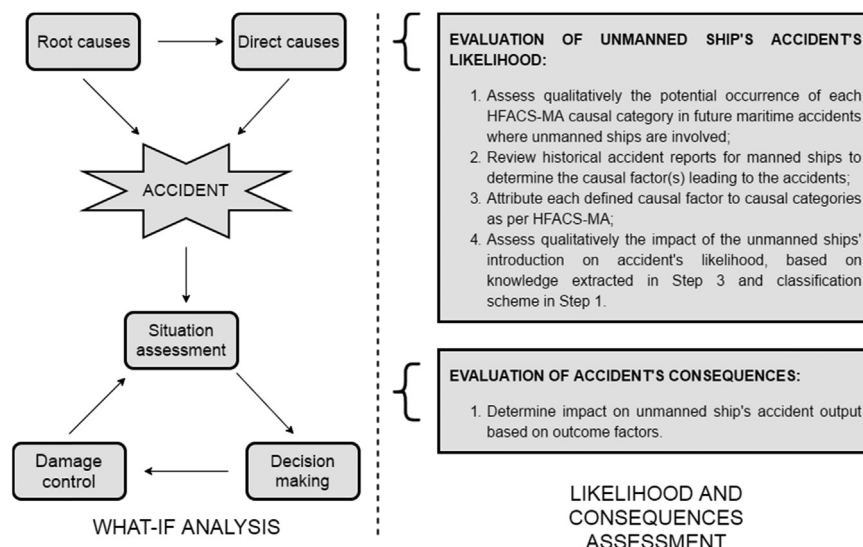 Root causes
Direct causes
ACCIDENT
Situation
assessment
Damage
control
Decision
making
WHAT-IF ANALYSIS
EVALUATION OF UNMANNED SHIP'S ACCIDENT'S
LIKELIHOOD:
1. Assess qualitatively the potential occurrence of each
HFACS-MA causal category in future maritime accidents
where unmanned ships are involved;
2. Review historical accident reports for manned ships to
determine the causal factor(s) leading to the accidents;
3. Attribute each defined causal factor to causal categories
as per HFACS-MA;
4. Assess qualitatively the impact of the unmanned ships'
introduction on accident's likelihood, based on
knowledge extracted in Step 3 and classification
scheme in Step 1.
EVALUATION OF ACCIDENT'S CONSEQUENCES:
1. Determine impact on unmanned ship's accident output
based on outcome factors.
LIKELIHOOD AND
CONSEQUENCES
ASSESSMENT